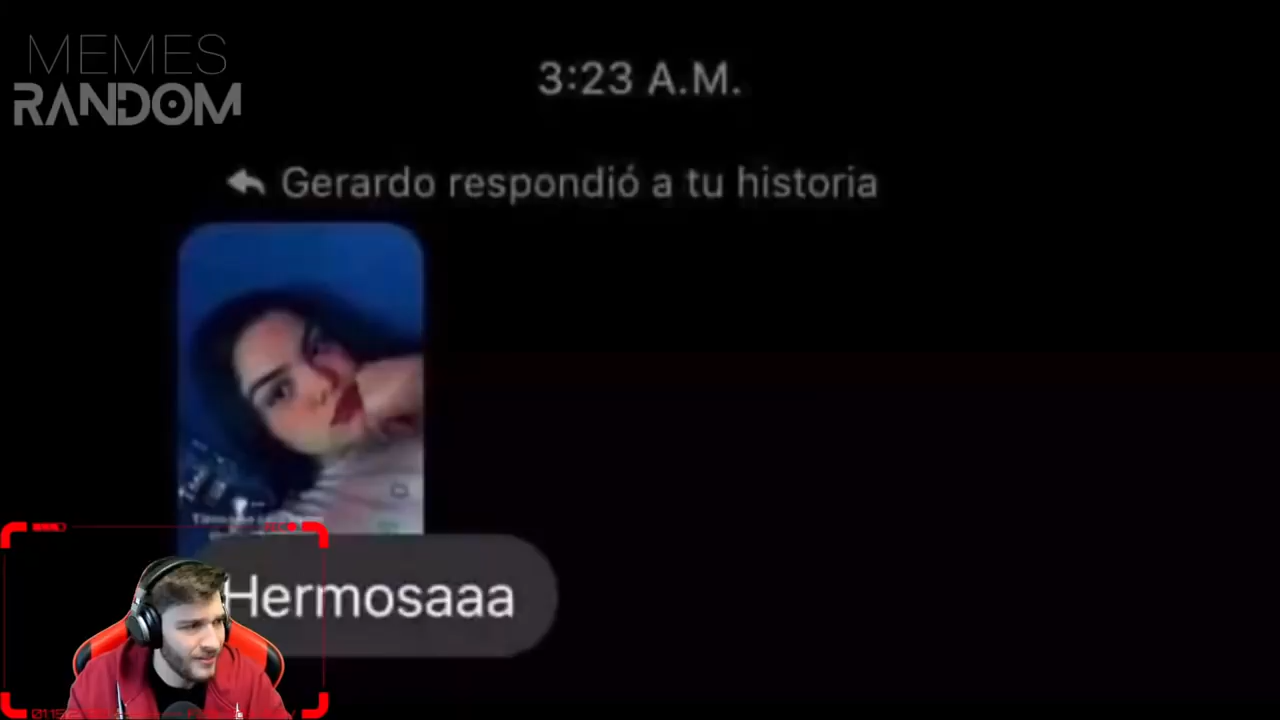 MEMES
RANDOM
3:23 A.M.
Gerardo respondió a tu historia
Hermosaaa